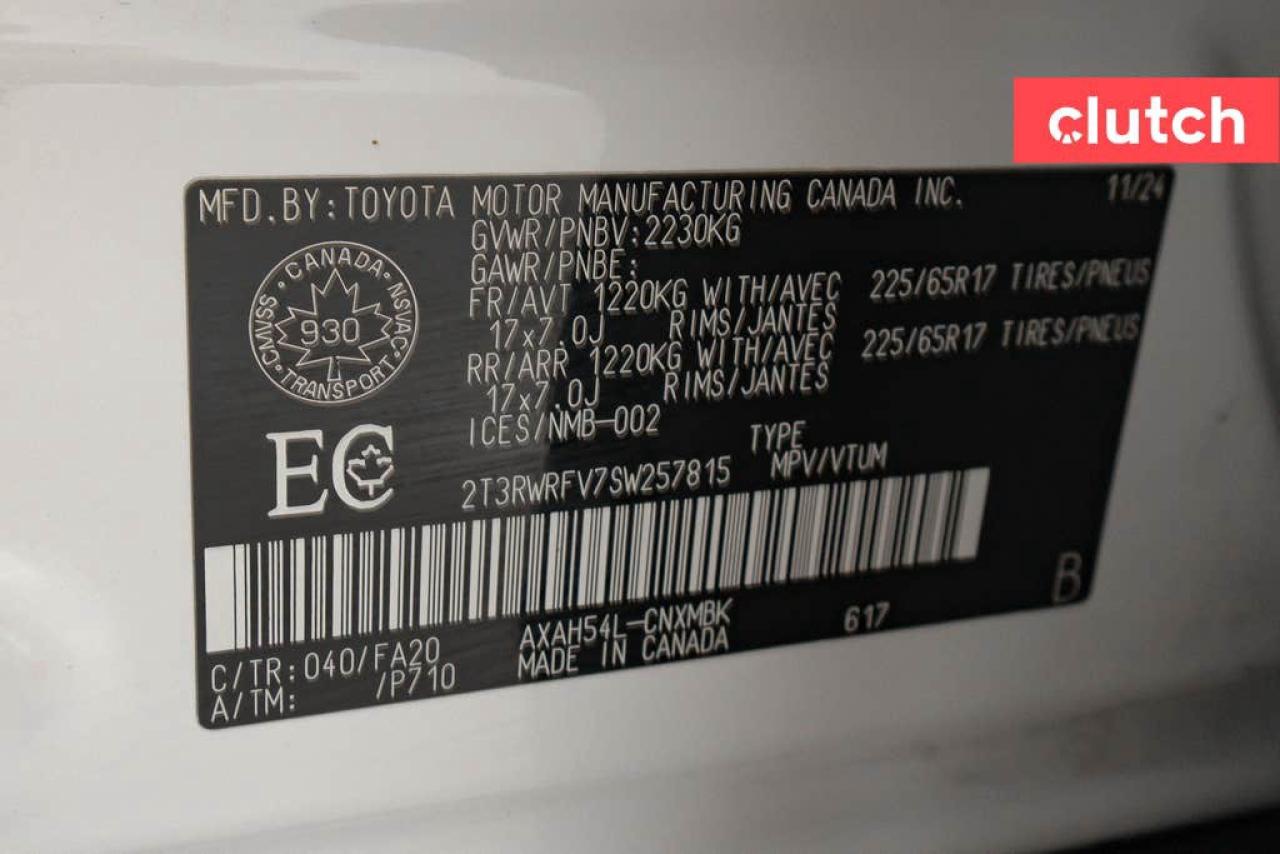 clutch
MFD.BY:TOYOTA MOTOR MANUFACTURING CANADA INC. 11/24
GVWR/PNBV:2230KG
GAWR/PNBE:
FR/AVT 1220KG WITH/AVEC 225/65R17 TIRES/PNEUS
17x7.0J RIMS/JANTES
RR/ARR 1220KG WITH/AVEC 225/65R17 TIRES/PNEUS
17x7.0J RIMS/JANTES
ICES/NMB-002
CANADA
CMVSS · NSVAC
930
TRANSPORT
EC
TYPE
2T3RWRFV7SW257815 MPV/VTUM
B
C/TR:040/FA20 AXAH54L-CNXMBK 617
A/TM: /P710 MADE IN CANADA